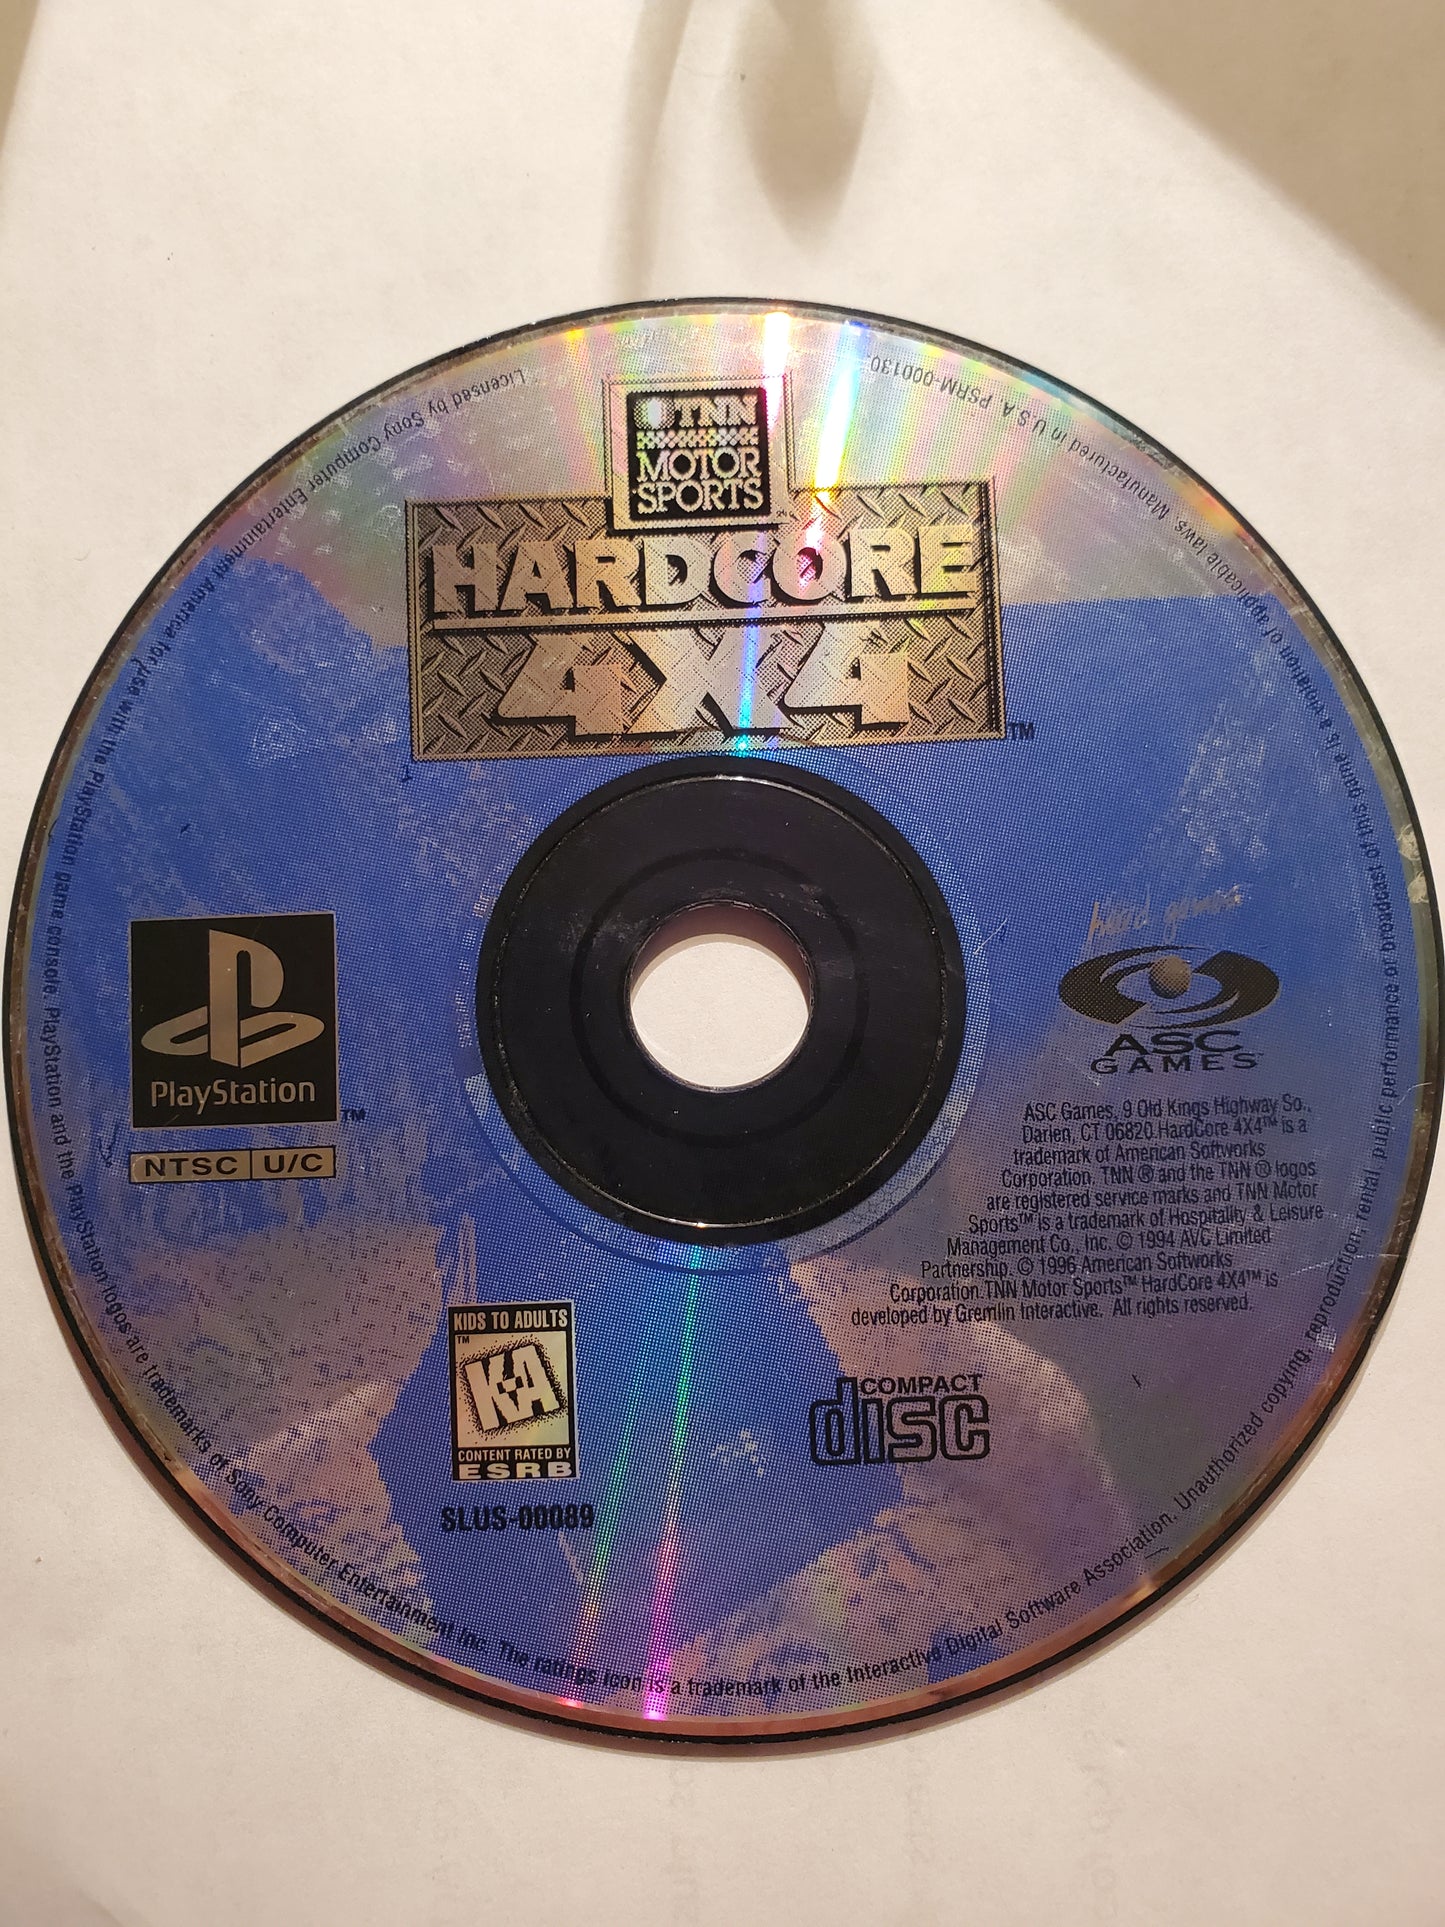 TNN
MOTOR
SPORTS
HARDCORE
4X4™
PlayStation™
NTSC U/C
head games
ASC
GAMES™
ASC Games, 9 Old Kings Highway So.,
Darien, CT 06820 HardCore 4X4™ is a
trademark of American Softworks
Corporation. TNN ® and the TNN ® logos
are registered service marks and TNN Motor
Sports™ is a trademark of Hospitality & Leisure
Management Co., Inc. © 1994 AVC Limited
Partnership. © 1996 American Softworks
Corporation.TNN Motor Sports™ HardCore 4X4™ is
developed by Gremlin Interactive. All rights reserved.
KIDS TO ADULTS
™
KA
CONTENT RATED BY
ESRB
SLUS-00089
COMPACT
disc
Licensed by Sony Computer Entertainment America for use with the PlayStation game console. PlayStation and the PlayStation logos are trademarks of Sony Computer Entertainment Inc. The ratings icon is a trademark of the Interactive Digital Software Association. Unauthorized copying, reproduction, rental, public performance or broadcast of this game is a violation of applicable laws. Manufactured in U.S.A. PSRM-000130.